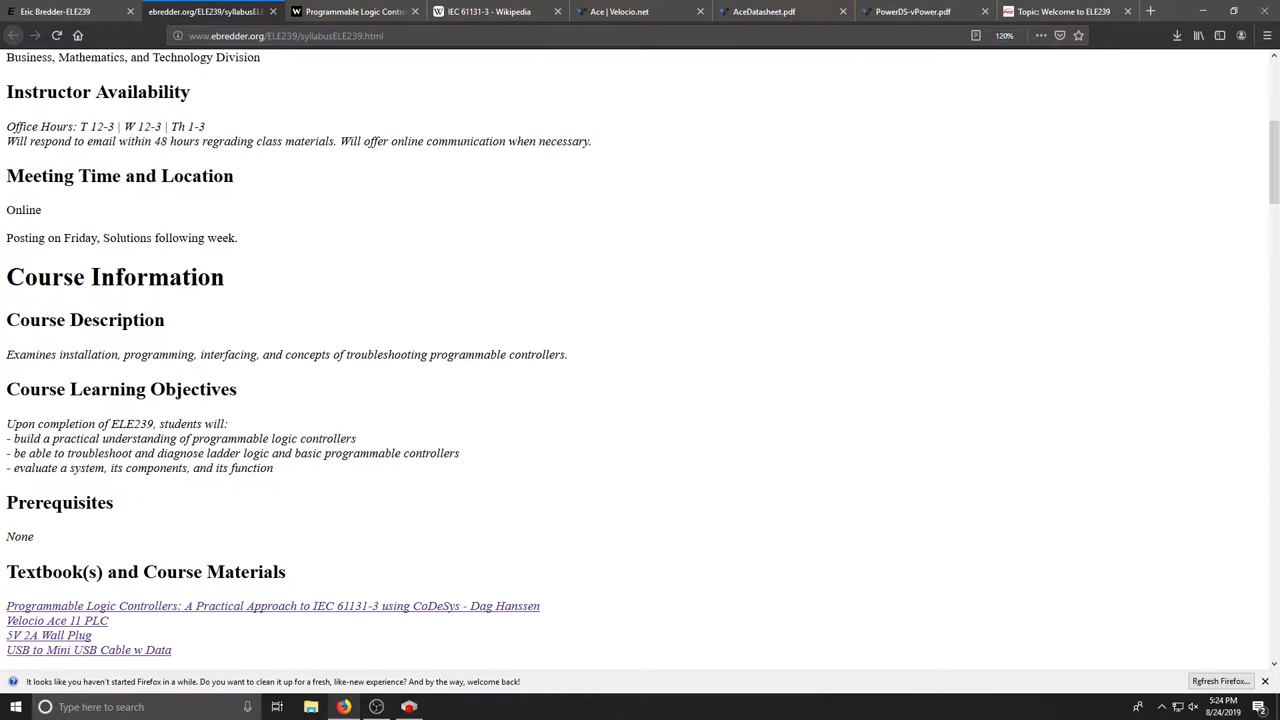 Eric Bredder-ELE239
ebredder.org/ELE239/syllabusEL
Programmable Logic Contro
IEC 61131-3 - Wikipedia
Ace | Velocio.net
AceDatasheet.pdf
PowerDS-vPower.pdf
Topic: Welcome to ELE239
www.ebredder.org/ELE239/syllabusELE239.html
120%
Business, Mathematics, and Technology Division
Instructor Availability
Office Hours: T 12-3 | W 12-3 | Th 1-3
Will respond to email within 48 hours regrading class materials. Will offer online communication when necessary.
Meeting Time and Location
Online
Posting on Friday, Solutions following week.
Course Information
Course Description
Examines installation, programming, interfacing, and concepts of troubleshooting programmable controllers.
Course Learning Objectives
Upon completion of ELE239, students will:
- build a practical understanding of programmable logic controllers
- be able to troubleshoot and diagnose ladder logic and basic programmable controllers
- evaluate a system, its components, and its function
Prerequisites
None
Textbook(s) and Course Materials
Programmable Logic Controllers: A Practical Approach to IEC 61131-3 using CoDeSys - Dag Hanssen
Velocio Ace 11 PLC
5V 2A Wall Plug
USB to Mini USB Cable w Data
It looks like you haven't started Firefox in a while. Do you want to clean it up for a fresh, like-new experience? And by the way, welcome back!
Refresh Firefox...
Type here to search
5:24 PM
8/24/2019
2